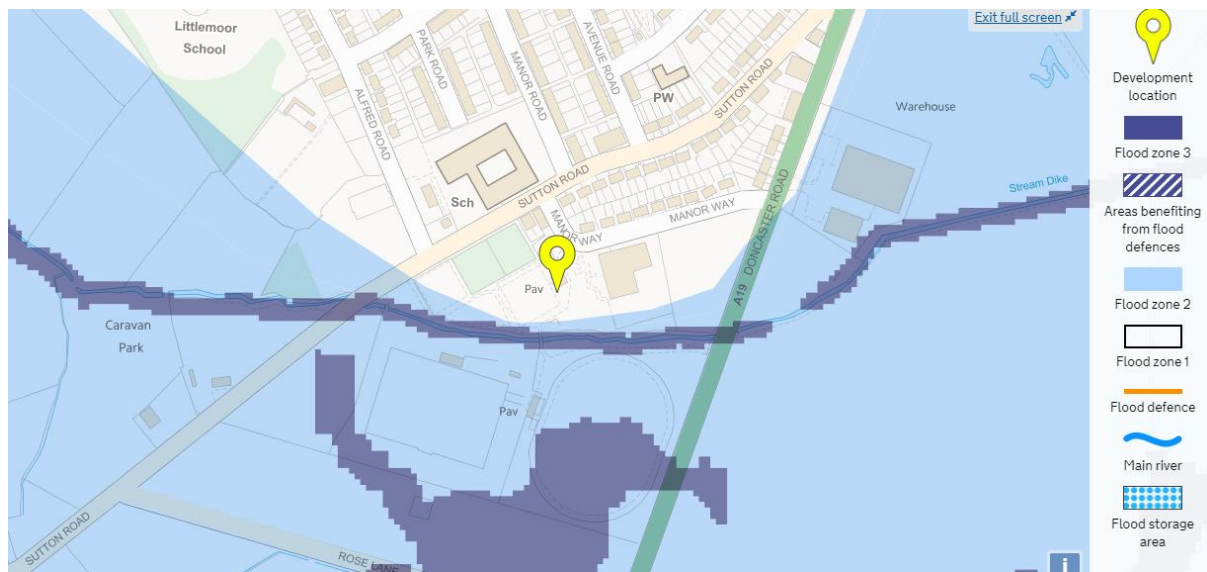 Exit full screen
Littlemoor
School
PARK ROAD
MANOR ROAD
AVENUE ROAD
ALFRED ROAD
PW
SUTTON ROAD
Warehouse
Sch
SUTTON ROAD
MANOR WAY
MANOR WAY
Stream Dike
Pav
A19 DONCASTER ROAD
Caravan
Park
Pav
SUTTON ROAD
ROSE LANE
i
Development
location
Flood zone 3
Areas benefiting
from flood
defences
Flood zone 2
Flood zone 1
Flood defence
Main river
Flood storage
area